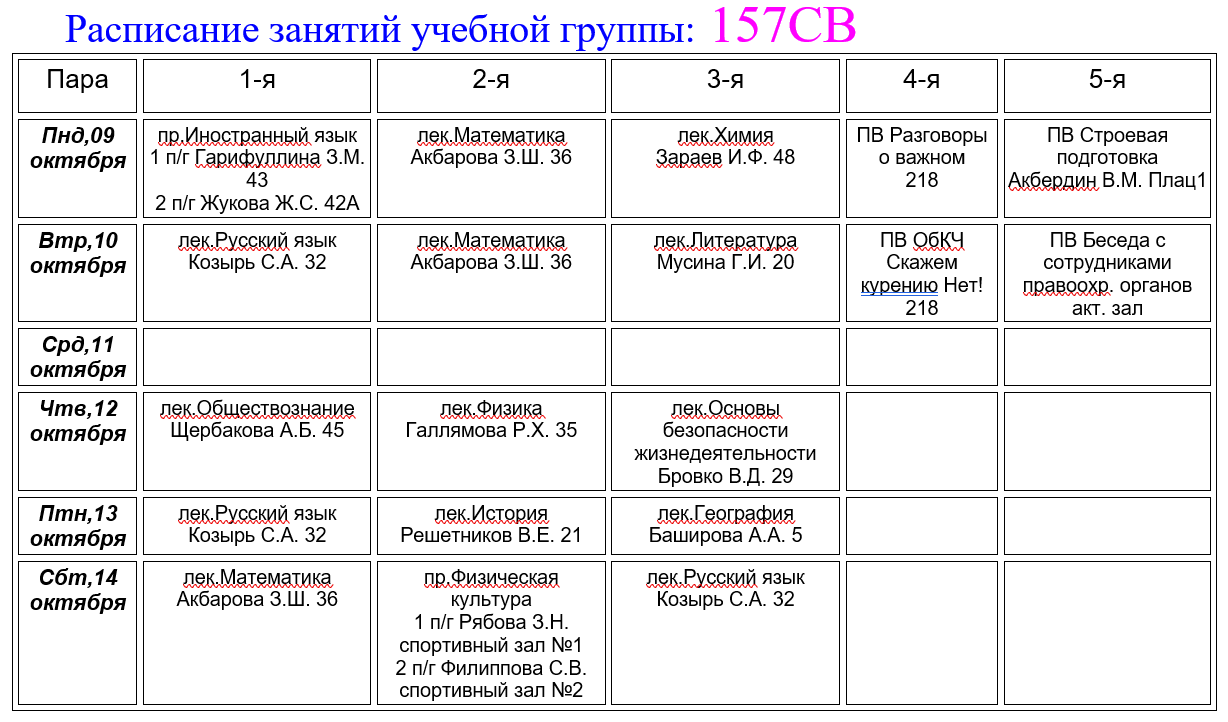 Расписание занятий учебной группы: 157СВ
Пара
1-я
2-я
3-я
4-я
5-я
Пнд,09
октября
пр.Иностранный язык
1 п/г Гарифуллина З.М.
43
2 п/г Жукова Ж.С. 42А
лек.Математика
Акбарова З.Ш. 36
лек.Химия
Зараев И.Ф. 48
ПВ Разговоры
о важном
218
ПВ Строевая
подготовка
Акбердин В.М. Плац1
Втр,10
октября
лек.Русский язык
Козырь С.А. 32
лек.Математика
Акбарова З.Ш. 36
лек.Литература
Мусина Г.И. 20
ПВ ОбКЧ
Скажем
курению Нет!
218
ПВ Беседа с
сотрудниками
правоохр. органов
акт. зал
Срд,11
октября
Чтв,12
октября
лек.Обществознание
Щербакова А.Б. 45
лек.Физика
Галлямова Р.Х. 35
лек.Основы
безопасности
жизнедеятельности
Бровко В.Д. 29
Птн,13
октября
лек.Русский язык
Козырь С.А. 32
лек.История
Решетников В.Е. 21
лек.География
Баширова А.А. 5
Сбт,14
октября
лек.Математика
Акбарова З.Ш. 36
пр.Физическая
культура
1 п/г Рябова З.Н.
спортивный зал №1
2 п/г Филиппова С.В.
спортивный зал №2
лек.Русский язык
Козырь С.А. 32